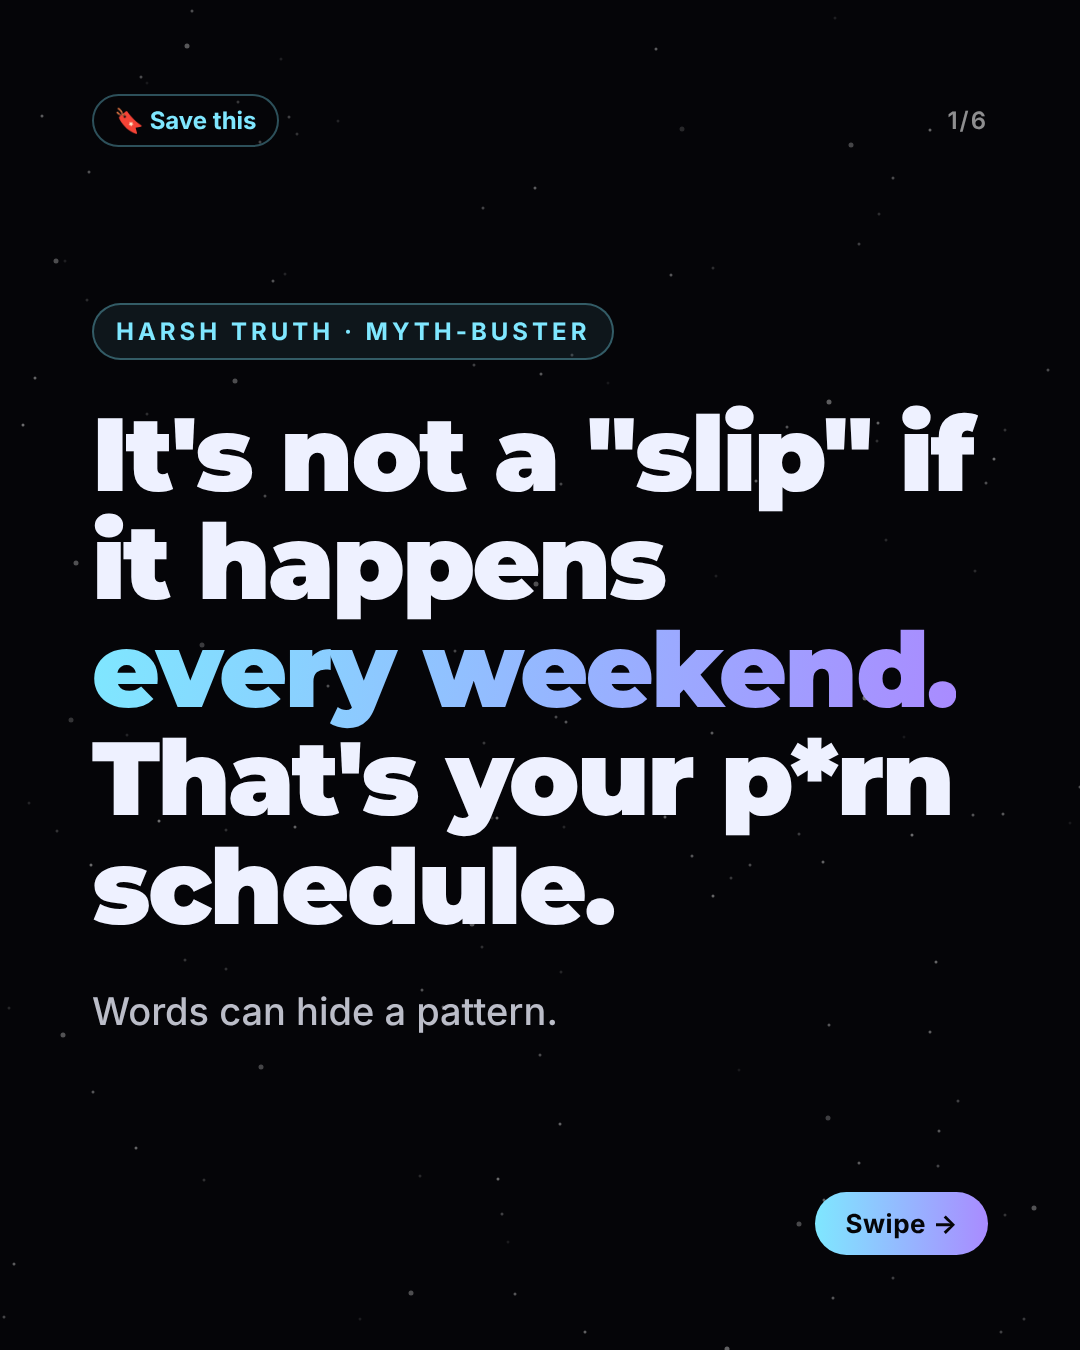 🔖 Save this
1/6
HARSH TRUTH · MYTH-BUSTER
It's not a "slip" if
it happens
every weekend.
That's your p*rn
schedule.
Words can hide a pattern.
Swipe →